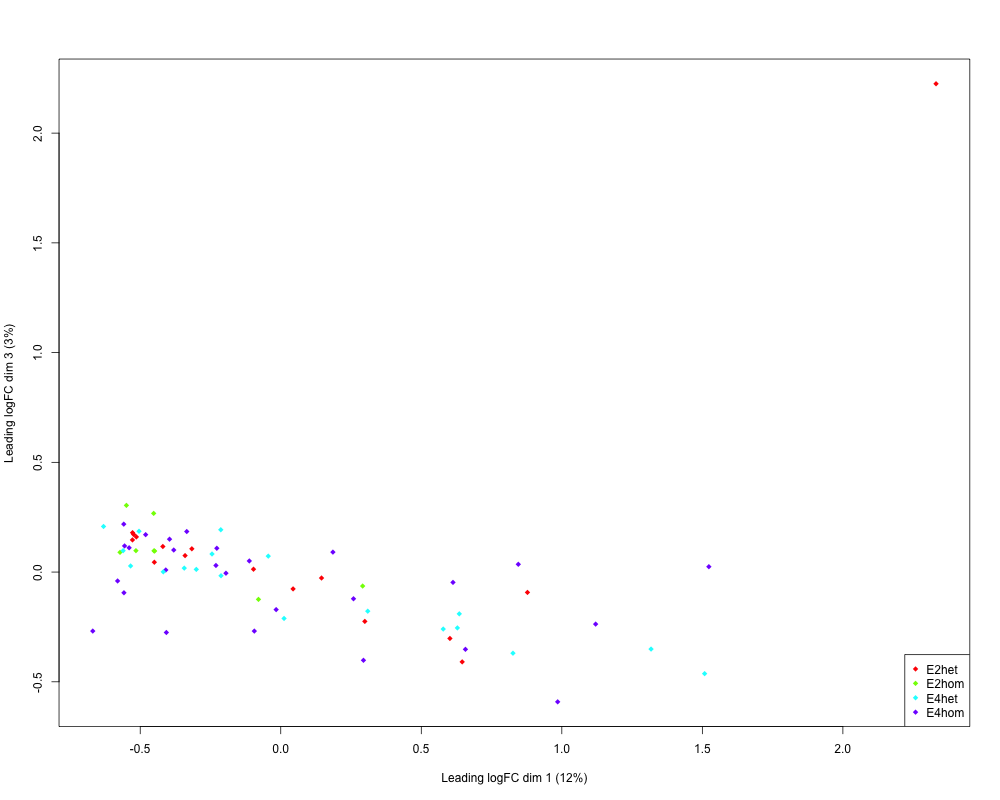 2.0
1.5
1.0
0.5
0.0
-0.5
Leading logFC dim 3 (3%)
E2het
E2hom
E4het
E4hom
-0.5 0.0 0.5 1.0 1.5 2.0
Leading logFC dim 1 (12%)